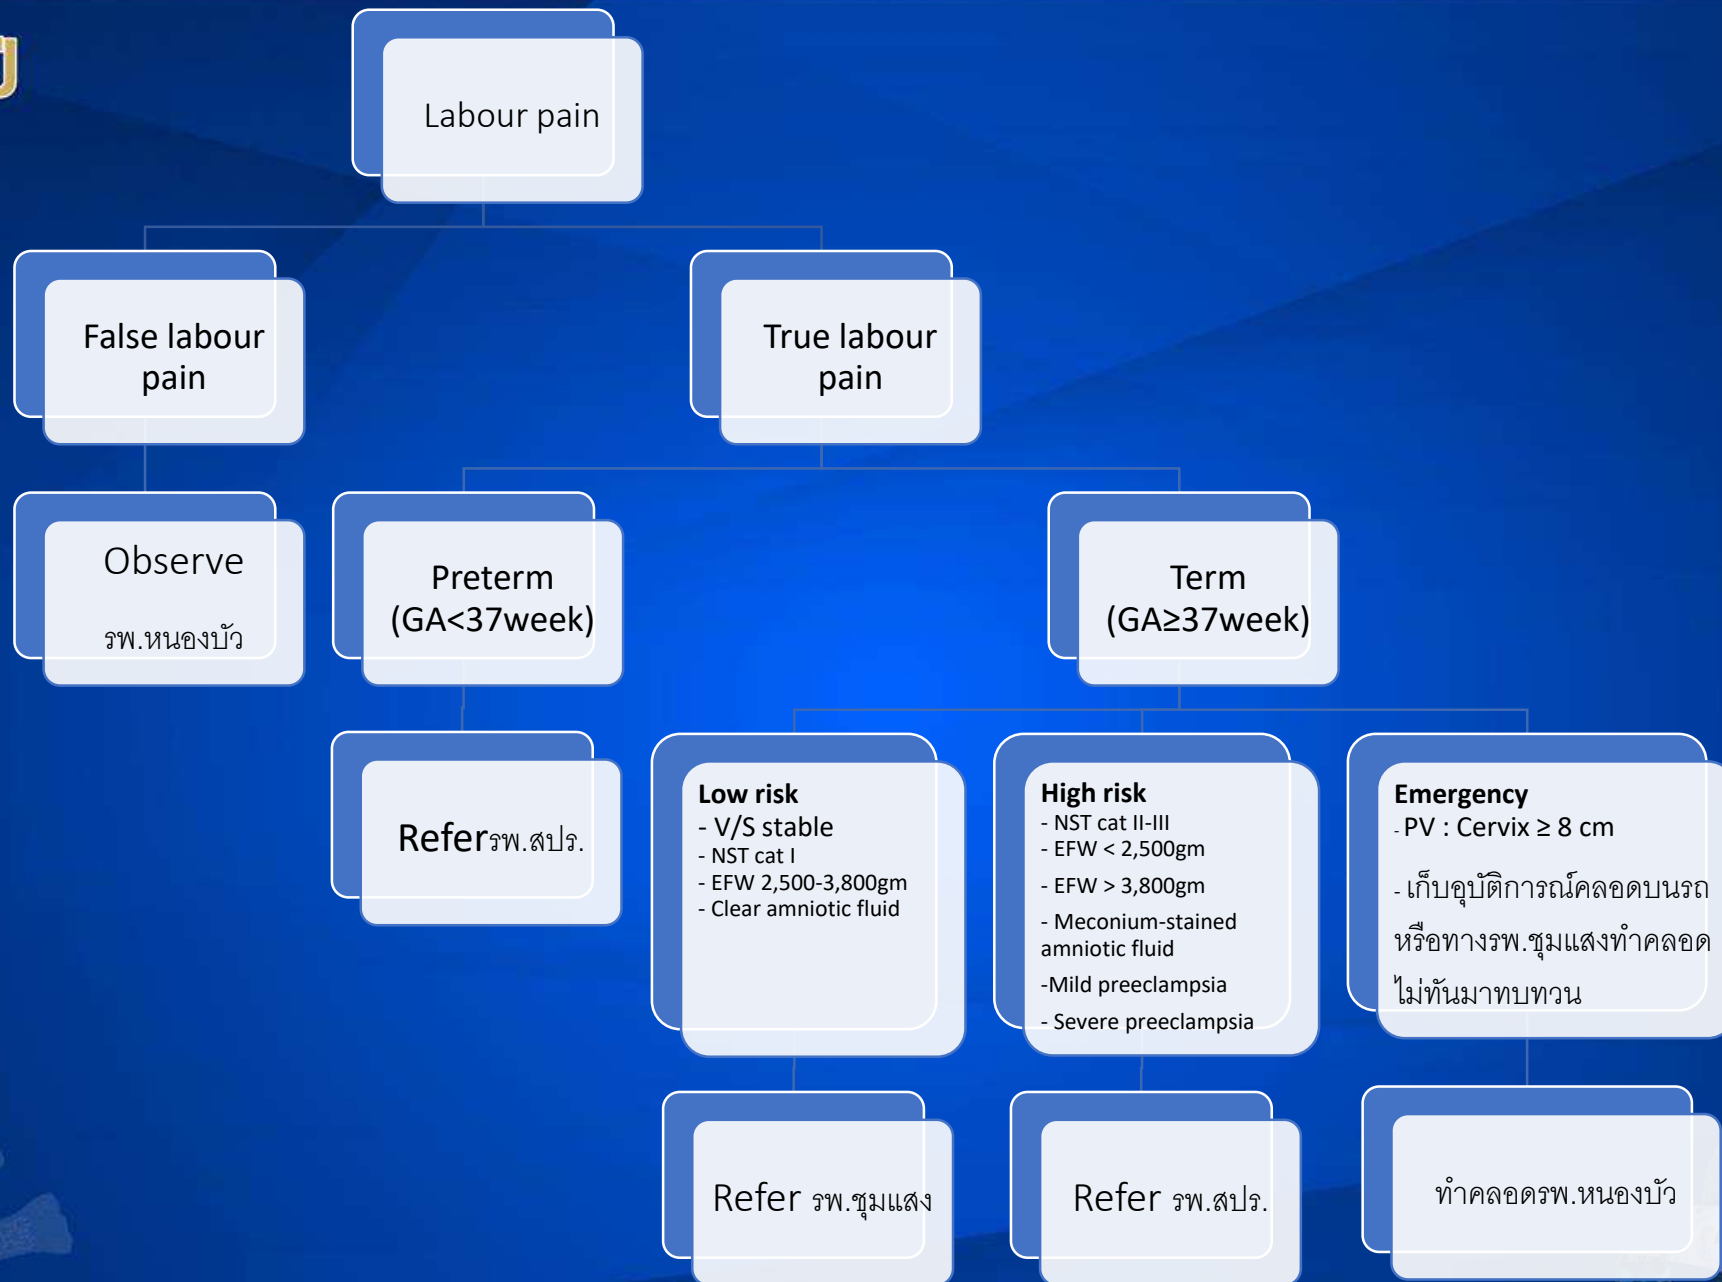 Labour pain
False labour
pain
True labour
pain
Observe
รพ.หนองบัว
Preterm
(GA<37week)
Term
(GA≥37week)
Referรพ.สปร.
Low risk
- V/S stable
- NST cat I
- EFW 2,500-3,800gm
- Clear amniotic fluid
High risk
- NST cat II-III
- EFW < 2,500gm
- EFW > 3,800gm
- Meconium-stained
amniotic fluid
-Mild preeclampsia
- Severe preeclampsia
Emergency
- PV : Cervix ≥ 8 cm
- เก็บอุบัติการณ์คลอดบนรถ
หรือทางรพ.ชุมแสงทำคลอด
ไม่ทันมาทบทวน
Refer รพ.ชุมแสง
Refer รพ.สปร.
ทำคลอดรพ.หนองบัว